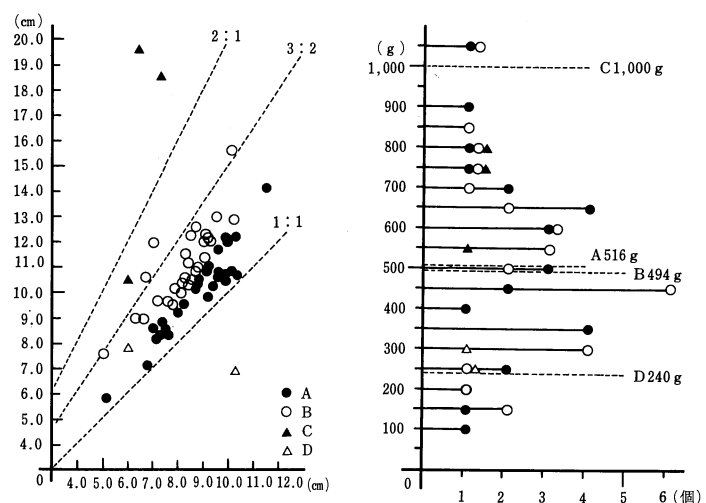 (cm)
20.0
19.0
18.0
17.0
16.0
15.0
14.0
13.0
12.0
11.0
10.0
9.0
8.0
7.0
6.0
5.0
4.0
0
2:1
3:2
1:1
A
B
C
D
3.0 4.0 5.0 6.0 7.0 8.0 9.0 10.0 11.0 12.0 (cm)
(g)
1,000
900
800
700
600
500
400
300
200
100
0
C 1,000 g
A 516 g
B 494 g
D 240 g
1 2 3 4 5 6 (個)